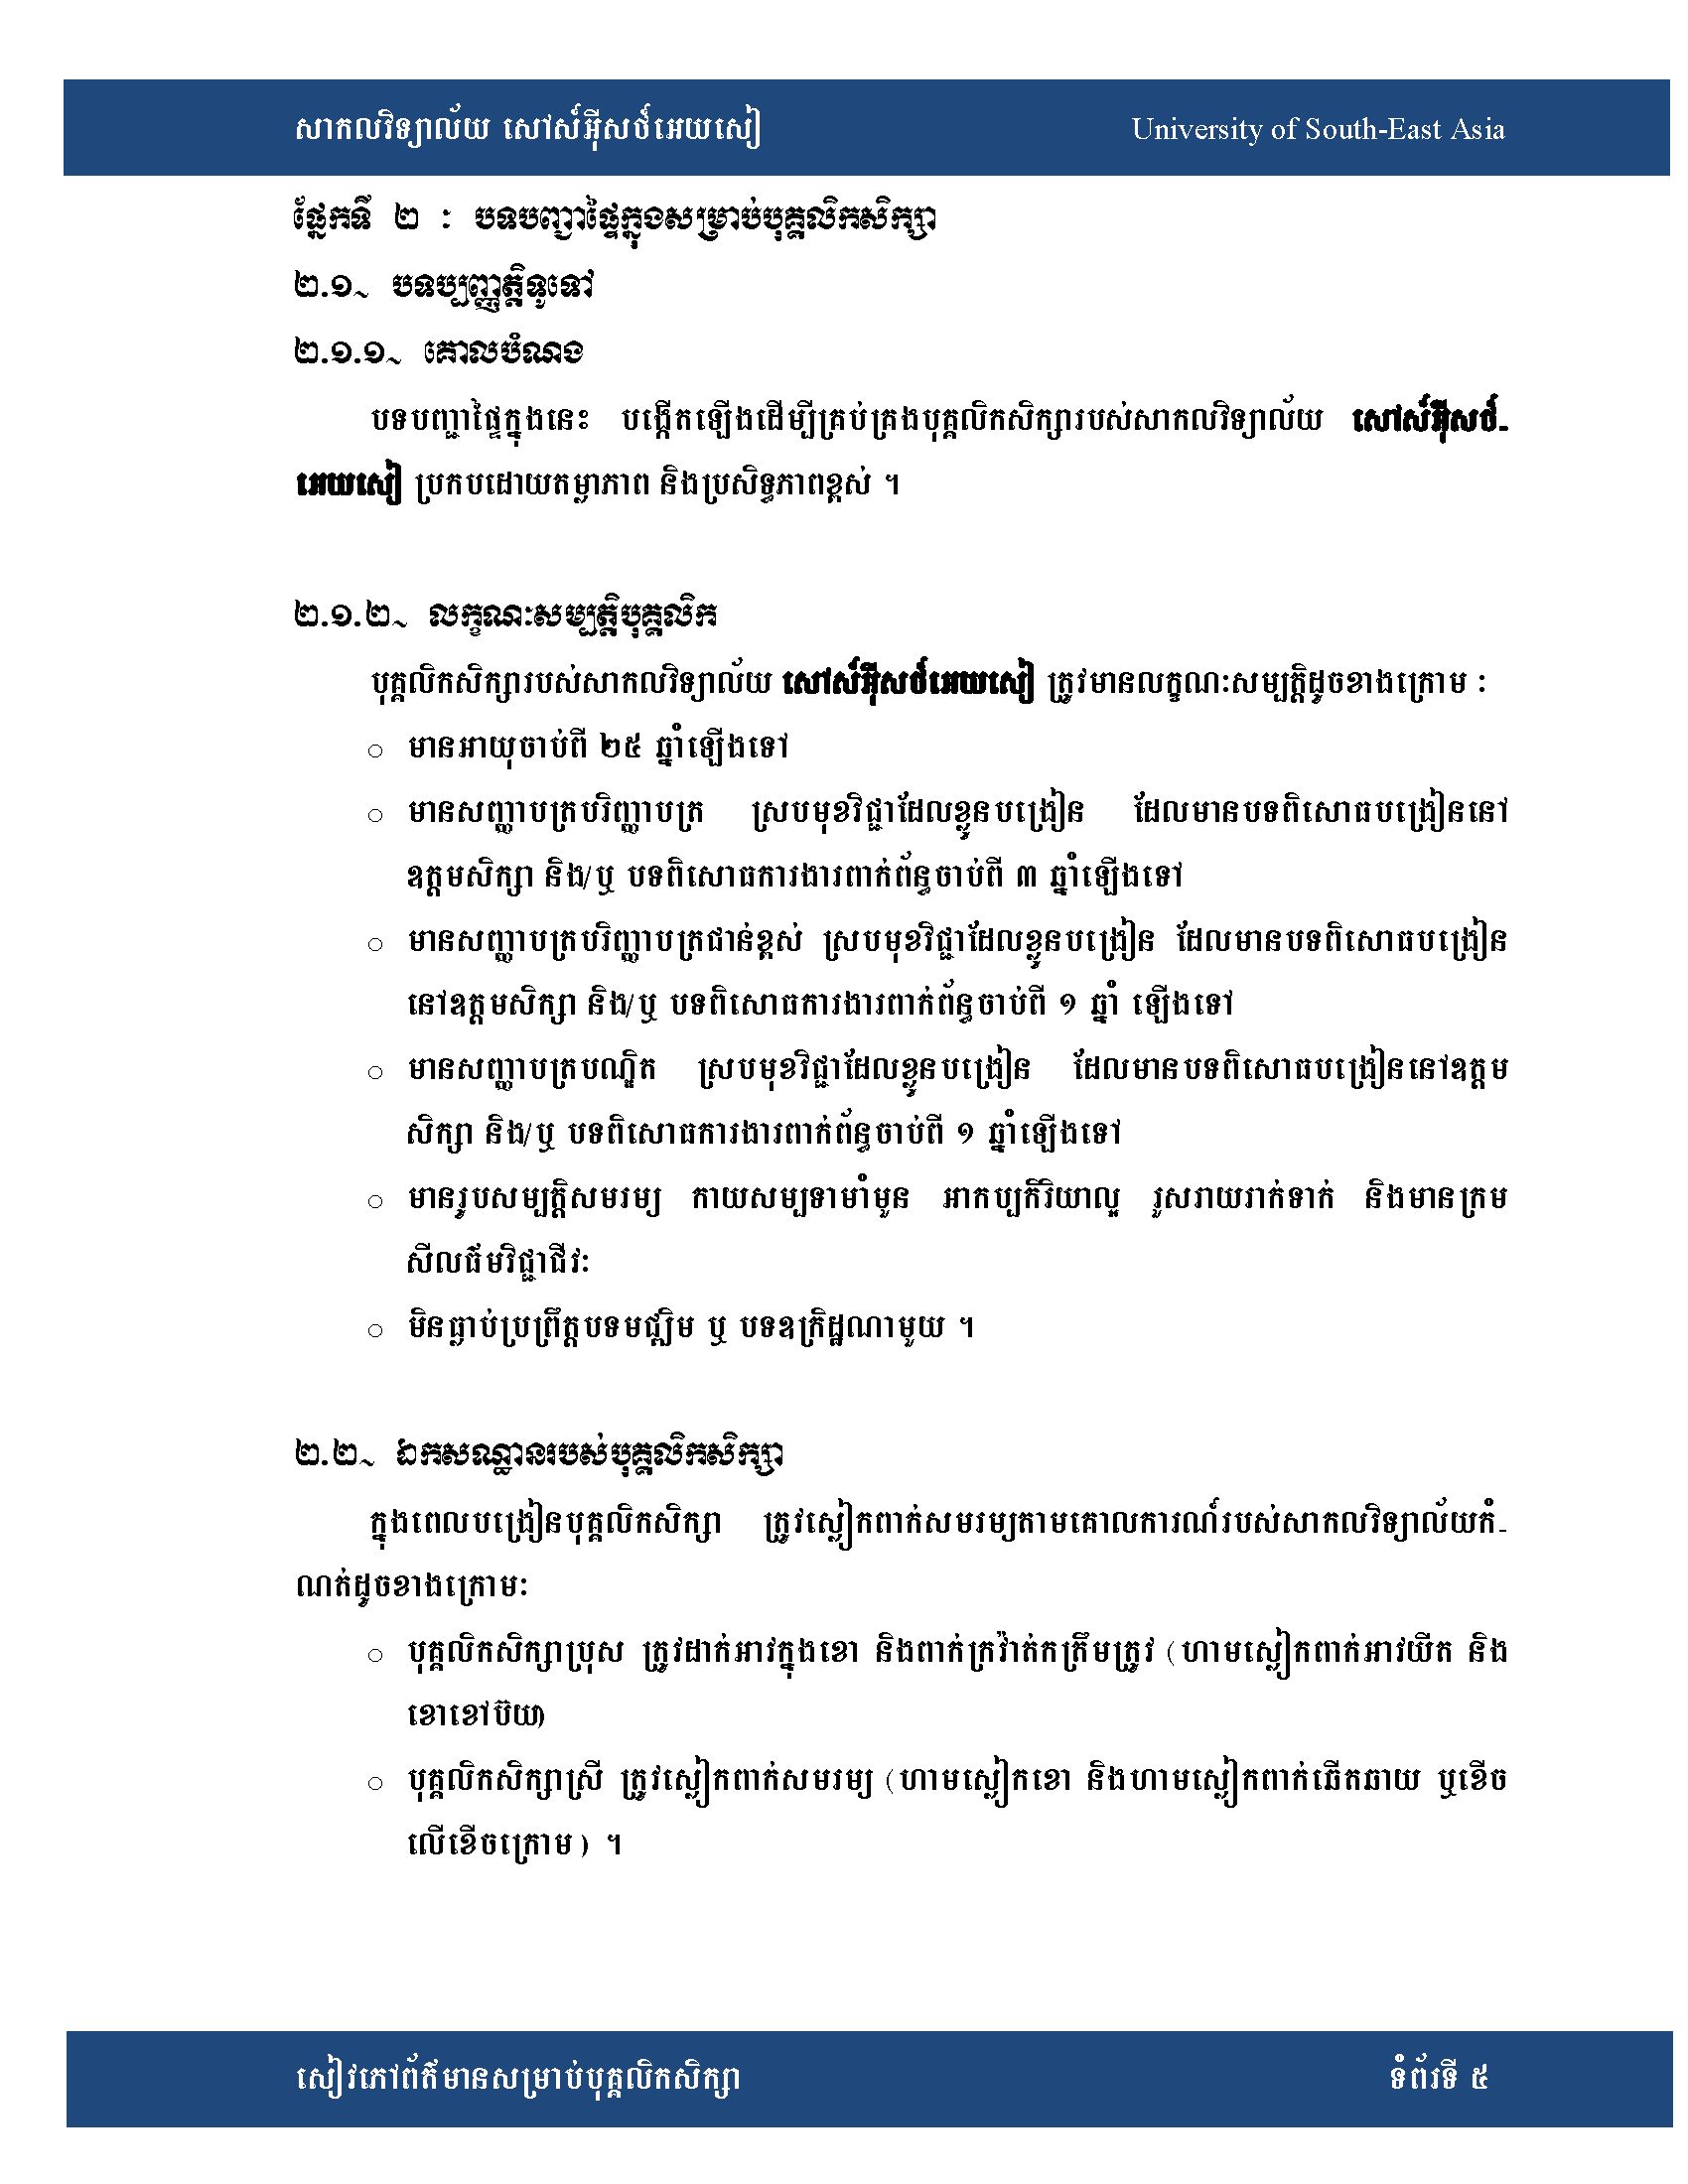 សាកលវិទ្យាល័យ សៅស៍អ៊ីសថ៍អេយសៀ University of South-East Asia
ផ្នែកទី ២ : បទបញ្ជាផ្ទៃក្នុងសម្រាប់បុគ្គលិកសិក្សា
២.១~ បទប្បញ្ញត្តិទូទៅ
២.១.១~ គោលបំណង
បទបញ្ជាផ្ទៃក្នុងនេះ បង្កើតឡើងដើម្បីគ្រប់គ្រងបុគ្គលិកសិក្សារបស់សាកលវិទ្យាល័យ សៅស៍អ៊ីសថ៍-
អេយសៀ ប្រកបដោយតម្លាភាព និងប្រសិទ្ធភាពខ្ពស់ ។
២.១.២~ លក្ខណៈសម្បត្តិបុគ្គលិក
បុគ្គលិកសិក្សារបស់សាកលវិទ្យាល័យ សៅស៍អ៊ីសថ៍អេយសៀ ត្រូវមានលក្ខណៈសម្បត្តិដូចខាងក្រោម :
○ មានអាយុចាប់ពី ២៥ ឆ្នាំឡើងទៅ
○ មានសញ្ញាបត្របរិញ្ញាបត្រ ស្របមុខវិជ្ជាដែលខ្លួនបង្រៀន ដែលមានបទពិសោធបង្រៀននៅ
ឧត្តមសិក្សា និង/ឬ បទពិសោធការងារពាក់ព័ន្ធចាប់ពី ៣ ឆ្នាំឡើងទៅ
○ មានសញ្ញាបត្របរិញ្ញាបត្រជាន់ខ្ពស់ ស្របមុខវិជ្ជាដែលខ្លួនបង្រៀន ដែលមានបទពិសោធបង្រៀន
នៅឧត្តមសិក្សា និង/ឬ បទពិសោធការងារពាក់ព័ន្ធចាប់ពី ១ ឆ្នាំ ឡើងទៅ
○ មានសញ្ញាបត្របណ្ឌិត ស្របមុខវិជ្ជាដែលខ្លួនបង្រៀន ដែលមានបទពិសោធបង្រៀននៅឧត្តម
សិក្សា និង/ឬ បទពិសោធការងារពាក់ព័ន្ធចាប់ពី ១ ឆ្នាំឡើងទៅ
○ មានរូបសម្បត្តិសមរម្យ កាយសម្បទាមាំមួន អាកប្បកិរិយាល្អ រួសរាយរាក់ទាក់ និងមានក្រម
សីលធ៌មវិជ្ជាជីវៈ
○ មិនធ្លាប់ប្រព្រឹត្តបទមជ្ឈិម ឬ បទឧក្រិដ្ឋណាមួយ ។
២.២~ ឯកសណ្ឋានរបស់បុគ្គលិកសិក្សា
ក្នុងពេលបង្រៀនបុគ្គលិកសិក្សា ត្រូវស្លៀកពាក់សមរម្យតាមគោលការណ៍របស់សាកលវិទ្យាល័យកំ-
ណត់ដូចខាងក្រោមៈ
○ បុគ្គលិកសិក្សាប្រុស ត្រូវដាក់អាវក្នុងខោ និងពាក់ក្រវ៉ាត់កត្រឹមត្រូវ (ហាមស្លៀកពាក់អាវយឺត និង
ខោខៅប៊យ)
○ បុគ្គលិកសិក្សាស្រី ត្រូវស្លៀកពាក់សមរម្យ (ហាមស្លៀកខោ និងហាមស្លៀកពាក់ឆើតឆាយ ឬខើច
លើខើចក្រោម) ។
សៀវភៅព័ត៌មានសម្រាប់បុគ្គលិកសិក្សា ទំព័រទី ៥